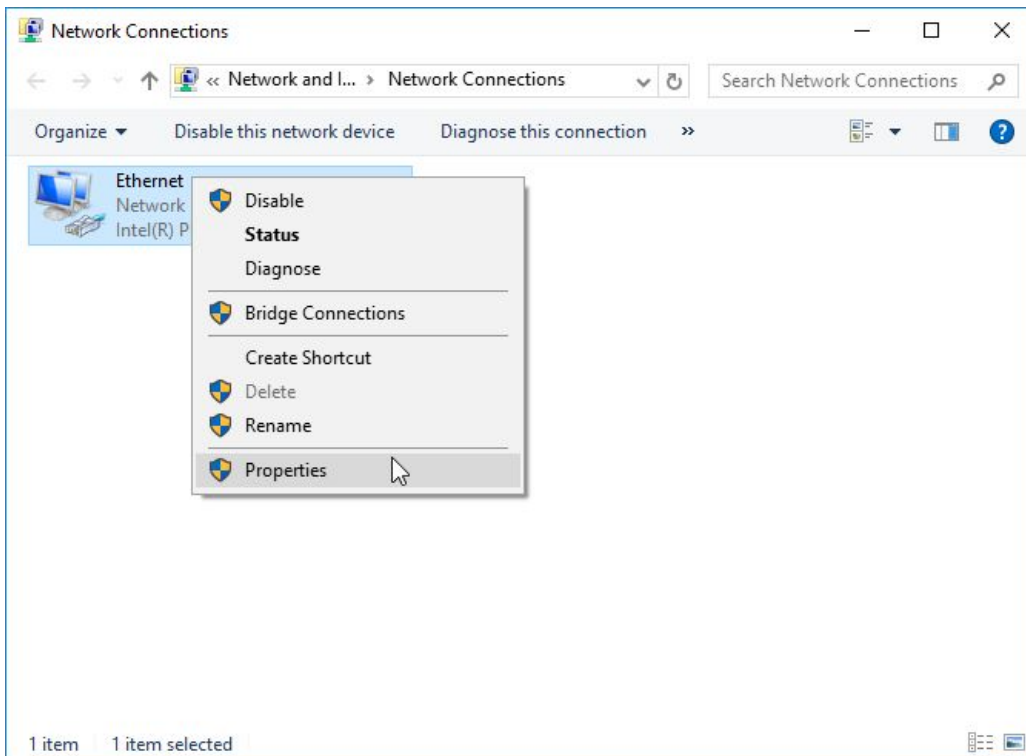 Network Connections
« Network and I... › Network Connections
Search Network Connections
Organize Disable this network device Diagnose this connection »
Ethernet
Network
Intel(R) P
Disable
Status
Diagnose
Bridge Connections
Create Shortcut
Delete
Rename
Properties
1 item 1 item selected